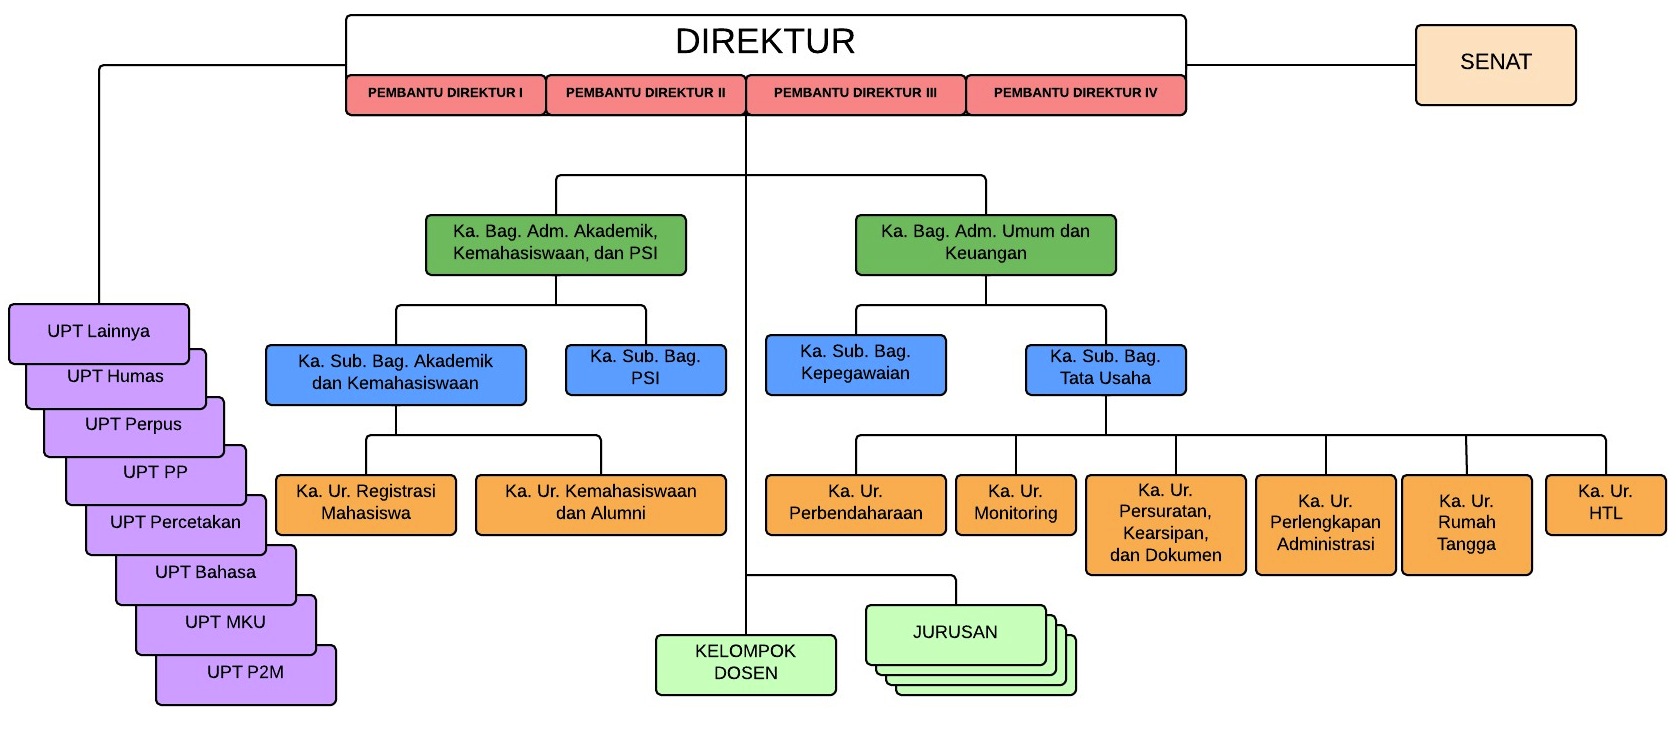 DIREKTUR
PEMBANTU DIREKTUR I
PEMBANTU DIREKTUR II
PEMBANTU DIREKTUR III
PEMBANTU DIREKTUR IV
SENAT
Ka. Bag. Adm. Akademik,
Kemahasiswaan, dan PSI
Ka. Bag. Adm. Umum dan
Keuangan
UPT Lainnya
UPT Humas
UPT Perpus
UPT PP
UPT Percetakan
UPT Bahasa
UPT MKU
UPT P2M
Ka. Sub. Bag. Akademik
dan Kemahasiswaan
Ka. Sub. Bag.
PSI
Ka. Sub. Bag.
Kepegawaian
Ka. Sub. Bag.
Tata Usaha
Ka. Ur. Registrasi
Mahasiswa
Ka. Ur. Kemahasiswaan
dan Alumni
Ka. Ur.
Perbendaharaan
Ka. Ur.
Monitoring
Ka. Ur.
Persuratan,
Kearsipan,
dan Dokumen
Ka. Ur.
Perlengkapan
Administrasi
Ka. Ur.
Rumah
Tangga
Ka. Ur.
HTL
KELOMPOK
DOSEN
JURUSAN